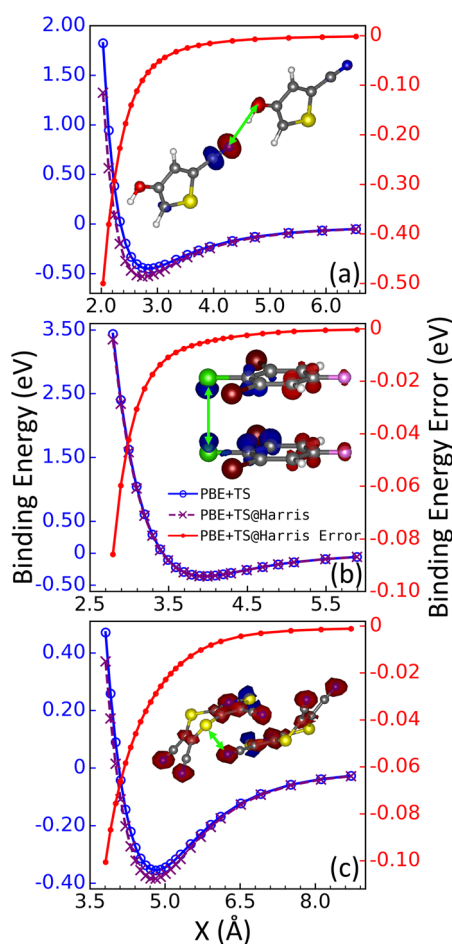 2.00
1.50
1.00
0.50
0
-0.50
0
-0.10
-0.20
-0.30
-0.40
-0.50
(a)
2.0 3.0 4.0 5.0 6.0
Binding Energy (eV)
Binding Energy Error (eV)
3.50
2.50
1.50
0.50
-0.50
0
-0.02
-0.04
-0.06
-0.08
-0.10
PBE+TS
PBE+TS@Harris
PBE+TS@Harris Error
(b)
2.5 3.5 4.5 5.5
0.40
0.20
0
-0.20
-0.40
0
-0.02
-0.04
-0.06
-0.08
-0.10
(c)
3.5 5.0 6.5 8.0
X (Å)